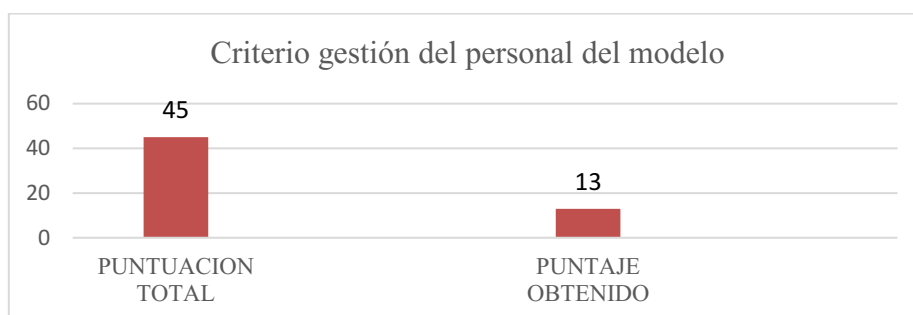 Criterio gestión del personal del modelo
60
40
20
0
45
13
PUNTUACION
TOTAL
PUNTAJE
OBTENIDO